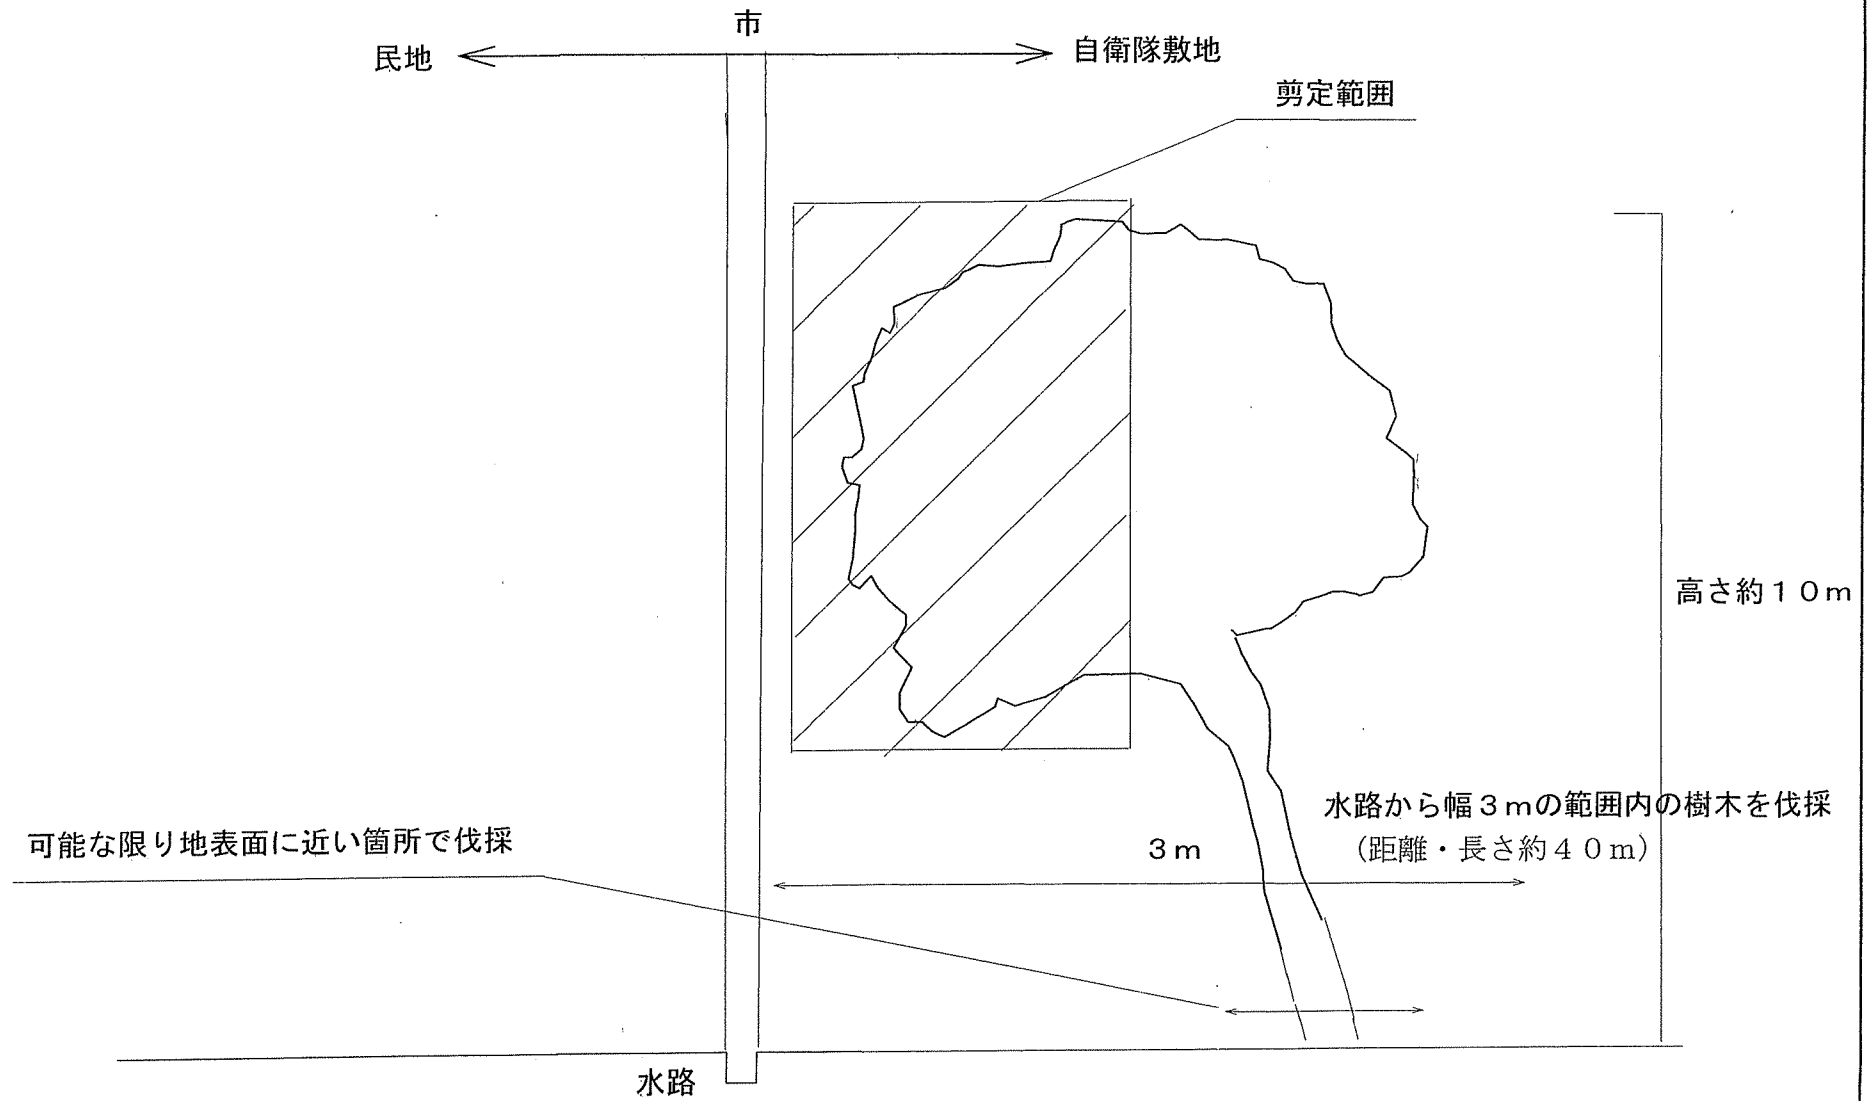 市
民地
自衛隊敷地
剪定範囲
高さ約１０ｍ
水路から幅３ｍの範囲内の樹木を伐採
（距離・長さ約４０ｍ）
３ｍ
可能な限り地表面に近い箇所で伐採
水路